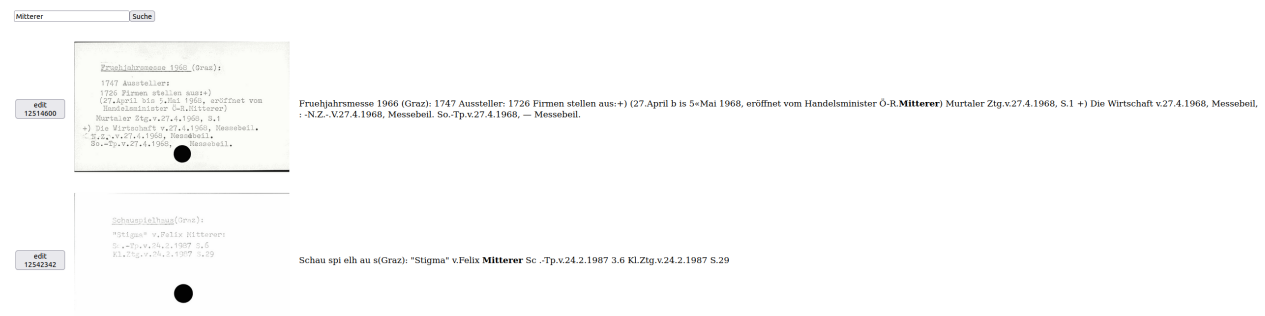 Mitterer Suche
edit
12514600
Fruehjahrsmesse 1968 (Graz):
1747 Aussteller:
1726 Firmen stellen aus:+)
(27.April bis 5.Mai 1968, eröffnet vom
Handelsminister Ö-R.Mitterer)
Murtaler Ztg.v.27.4.1968, S.1
+) Die Wirtschaft v.27.4.1968, Messebeil.
N.Z. .v.27.4.1968, Messebeil.
So.-Tp.v.27.4.1968, Messebeil.
Fruehjahrsmesse 1966 (Graz): 1747 Aussteller: 1726 Firmen stellen aus:+) (27.April b is 5«Mai 1968, eröffnet vom Handelsminister Ö-R.Mitterer) Murtaler Ztg.v.27.4.1968, S.1 +) Die Wirtschaft v.27.4.1968, Messebeil,
: -N.Z.-.V.27.4.1968, Messebeil. So.-Tp.v.27.4.1968, — Messebeil.
edit
12542342
Schauspielhaus(Graz):
"Stigma" v.Felix Mitterer:
S .-Tp.v.24.2.1987 S.6
Kl.Ztg.v.24.2.1987 S.29
Schau spi elh au s(Graz): "Stigma" v.Felix Mitterer Sc .-Tp.v.24.2.1987 3.6 Kl.Ztg.v.24.2.1987 S.29